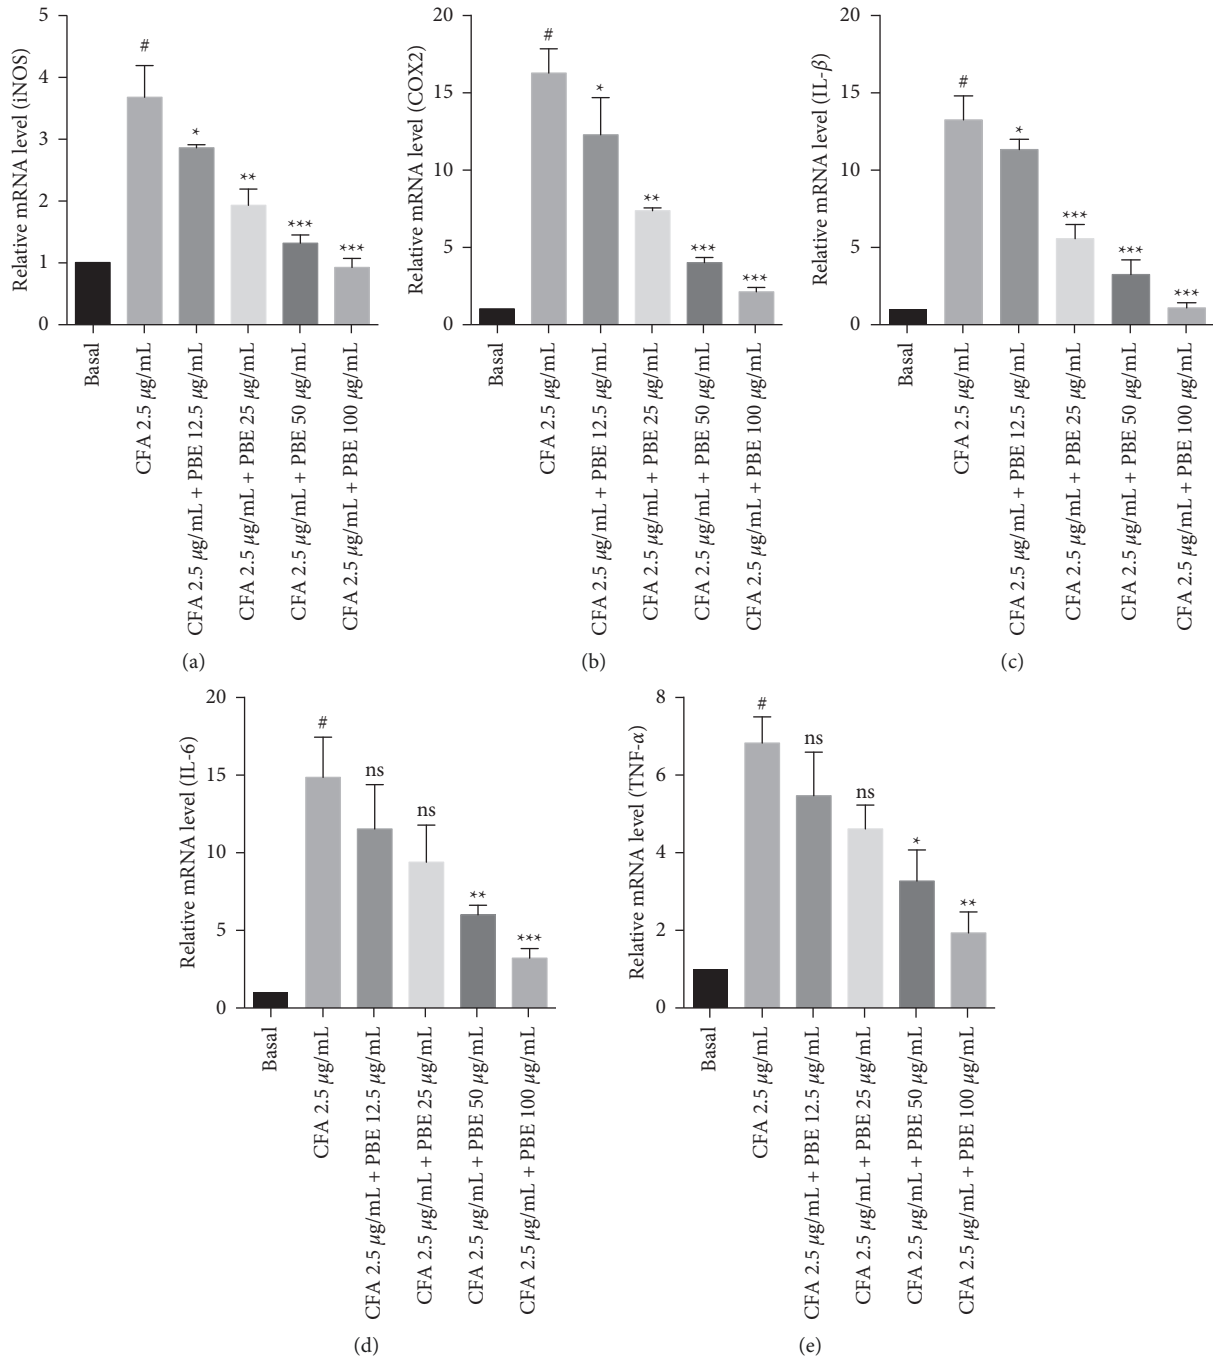 Relative mRNA level (iNOS)
5
4
3
2
1
0
#
*
**
***
***
Basal
CFA 2.5 µg/mL
CFA 2.5 µg/mL + PBE 12.5 µg/mL
CFA 2.5 µg/mL + PBE 25 µg/mL
CFA 2.5 µg/mL + PBE 50 µg/mL
CFA 2.5 µg/mL + PBE 100 µg/mL
(a)
Relative mRNA level (COX2)
20
15
10
5
0
#
*
**
***
***
Basal
CFA 2.5 µg/mL
CFA 2.5 µg/mL + PBE 12.5 µg/mL
CFA 2.5 µg/mL + PBE 25 µg/mL
CFA 2.5 µg/mL + PBE 50 µg/mL
CFA 2.5 µg/mL + PBE 100 µg/mL
(b)
Relative mRNA level (IL-β)
20
15
10
5
0
#
*
***
***
***
Basal
CFA 2.5 µg/mL
CFA 2.5 µg/mL + PBE 12.5 µg/mL
CFA 2.5 µg/mL + PBE 25 µg/mL
CFA 2.5 µg/mL + PBE 50 µg/mL
CFA 2.5 µg/mL + PBE 100 µg/mL
(c)
Relative mRNA level (IL-6)
20
15
10
5
0
#
ns
ns
**
***
Basal
CFA 2.5 µg/mL
CFA 2.5 µg/mL + PBE 12.5 µg/mL
CFA 2.5 µg/mL + PBE 25 µg/mL
CFA 2.5 µg/mL + PBE 50 µg/mL
CFA 2.5 µg/mL + PBE 100 µg/mL
(d)
Relative mRNA level (TNF-α)
8
6
4
2
0
#
ns
ns
*
**
Basal
CFA 2.5 µg/mL
CFA 2.5 µg/mL + PBE 12.5 µg/mL
CFA 2.5 µg/mL + PBE 25 µg/mL
CFA 2.5 µg/mL + PBE 50 µg/mL
CFA 2.5 µg/mL + PBE 100 µg/mL
(e)